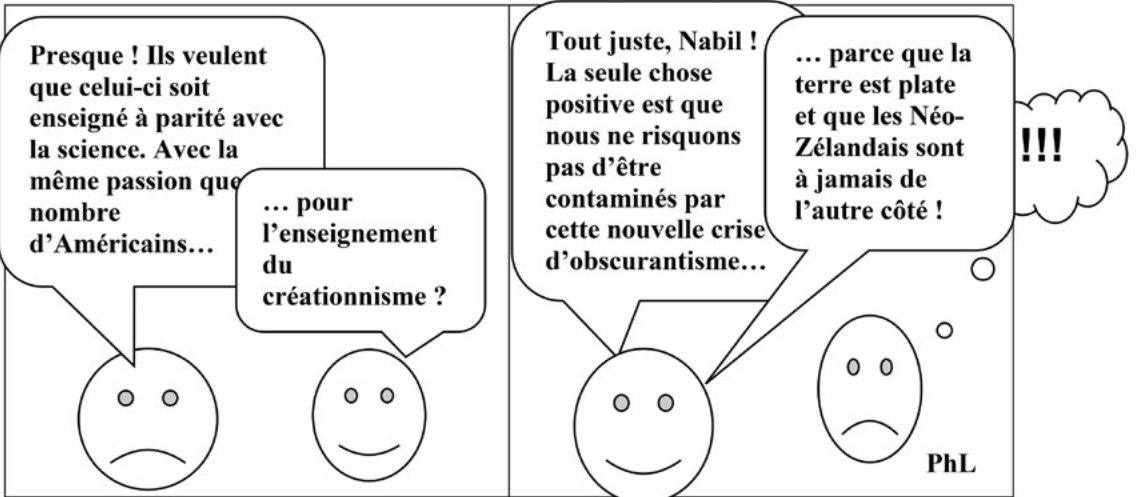 Presque ! Ils veulent
que celui-ci soit
enseigné à parité avec
la science. Avec la
même passion que
nombre
d’Américains…
… pour
l’enseignement
du
créationnisme ?
Tout juste, Nabil !
La seule chose
positive est que
nous ne risquons
pas d’être
contaminés par
cette nouvelle crise
d’obscurantisme…
… parce que la
terre est plate
et que les Néo-
Zélandais sont
à jamais de
l’autre côté !
!!!
PhL